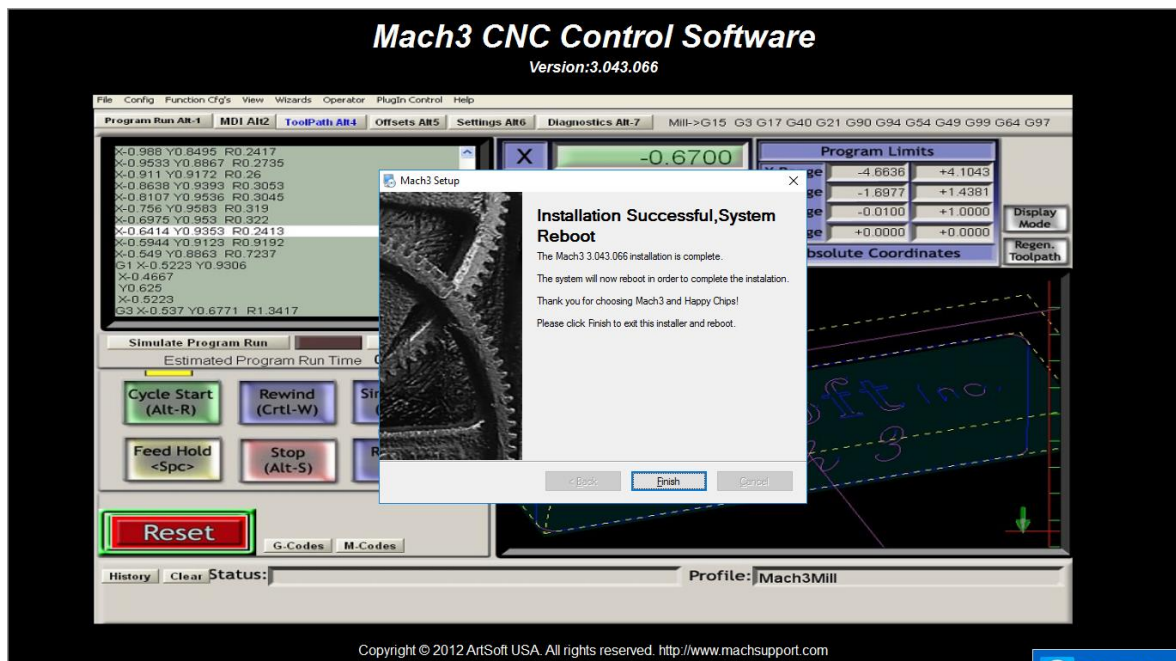 Mach3 CNC Control Software
Version:3.043.066
File Config Function Cfg's View Wizards Operator PlugIn Control Help
Program Run Alt-1 MDI Alt2 ToolPath Alt4 Offsets Alt5 Settings Alt6 Diagnostics Alt-7 Mill->G15 G3 G17 G40 G21 G90 G94 G54 G49 G99 G64 G97
X-0.988 Y0.8495 R0.2417
X-0.9533 Y0.8867 R0.2735
X-0.911 Y0.9172 R0.26
X-0.8638 Y0.9393 R0.3053
X-0.8107 Y0.9536 R0.3045
X-0.756 Y0.9583 R0.319
X-0.6975 Y0.953 R0.322
X-0.6414 Y0.9353 R0.2413
X-0.5944 Y0.9123 R0.9192
X-0.549 Y0.8863 R0.7237
G1 X-0.5223 Y0.9306
X-0.4667
Y0.625
X-0.5223
G3 X-0.537 Y0.6771 R1.3417
X -0.6700
Program Limits
-4.6636 +4.1043
-1.6977 +1.4381
-0.0100 +1.0000
+0.0000 +0.0000
Coordinates
Display
Mode
Regen.
Toolpath
Mach3 Setup
Installation Successful,System
Reboot
The Mach3 3.043.066 installation is complete.
The system will now reboot in order to complete the instalation.
Thank you for choosing Mach3 and Happy Chips!
Please click Finish to exit this installer and reboot.
< Back Finish Cancel
Simulate Program Run
Estimated Program Run Time
Cycle Start
(Alt-R)
Rewind
(Crtl-W)
Feed Hold
<Spc>
Stop
(Alt-S)
Reset
G-Codes M-Codes
inc.
3
History Clear Status: Profile: Mach3Mill
Copyright © 2012 ArtSoft USA. All rights reserved. http://www.machsupport.com